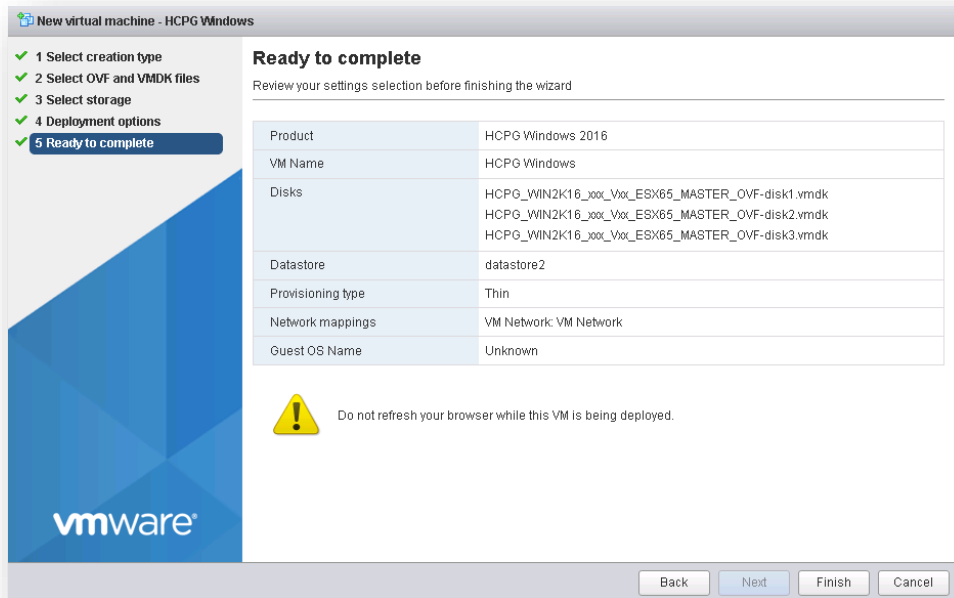 New virtual machine - HCPG Windows
1 Select creation type
2 Select OVF and VMDK files
3 Select storage
4 Deployment options
5 Ready to complete
Ready to complete
Review your settings selection before finishing the wizard
Product HCPG Windows 2016
VM Name HCPG Windows
Disks HCPG_WIN2K16_xxx_Vxx_ESX65_MASTER_OVF-disk1.vmdk
HCPG_WIN2K16_xxx_Vxx_ESX65_MASTER_OVF-disk2.vmdk
HCPG_WIN2K16_xxx_Vxx_ESX65_MASTER_OVF-disk3.vmdk
Datastore datastore2
Provisioning type Thin
Network mappings VM Network: VM Network
Guest OS Name Unknown
Do not refresh your browser while this VM is being deployed.
vmware®
Back Next Finish Cancel